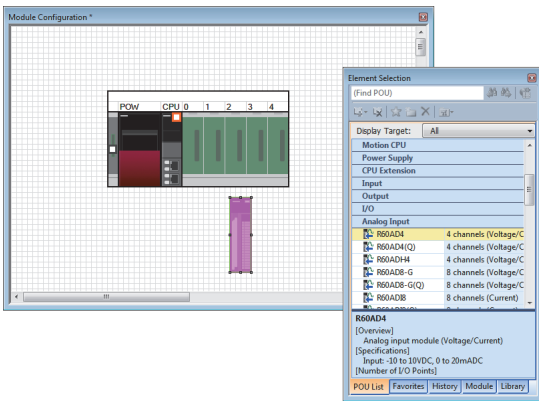 Module Configuration *
POW CPU 0 1 2 3 4
Element Selection
(Find POU)
Display Target: All
Motion CPU
Power Supply
CPU Extension
Input
Output
I/O
Analog Input
R60AD4 4 channels (Voltage/C
R60AD4(Q) 4 channels (Voltage/C
R60ADH4 4 channels (Voltage/C
R60AD8-G 8 channels (Voltage/C
R60AD8-G(Q) 8 channels (Voltage/C
R60ADI8 8 channels (Current)
R60AD4
[Overview]
Analog input module (Voltage/Current)
[Specifications]
Input: -10 to 10VDC, 0 to 20mADC
[Number of I/O Points]
POU List Favorites History Module Library